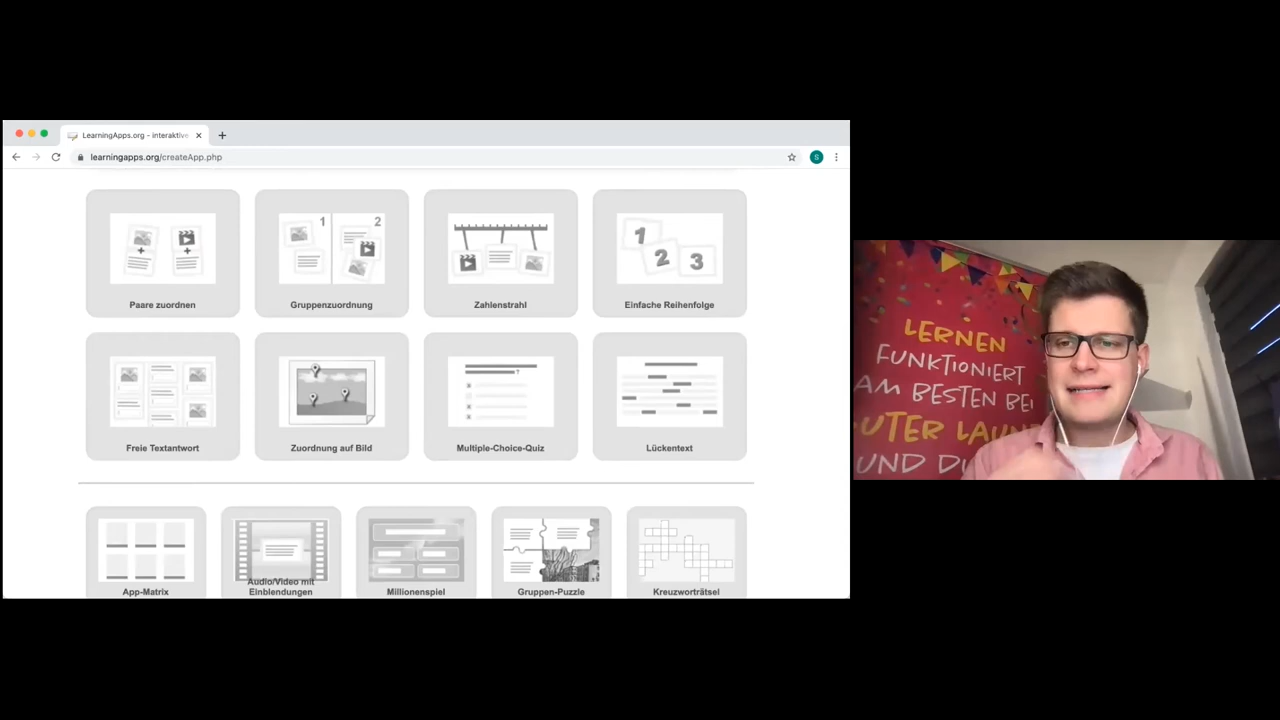 LearningApps.org - interaktive
learningapps.org/createApp.php
S
1
2
1
2
3
Paare zuordnen
Gruppenzuordnung
Zahlenstrahl
Einfache Reihenfolge
?
Freie Textantwort
Zuordnung auf Bild
Multiple-Choice-Quiz
Lückentext
App-Matrix
Audio/Video mit
Einblendungen
Millionenspiel
Gruppen-Puzzle
Kreuzworträtsel
LERNEN
FUNKTIONIERT
AM BESTEN BEI
GUTER LAUN
UND DU